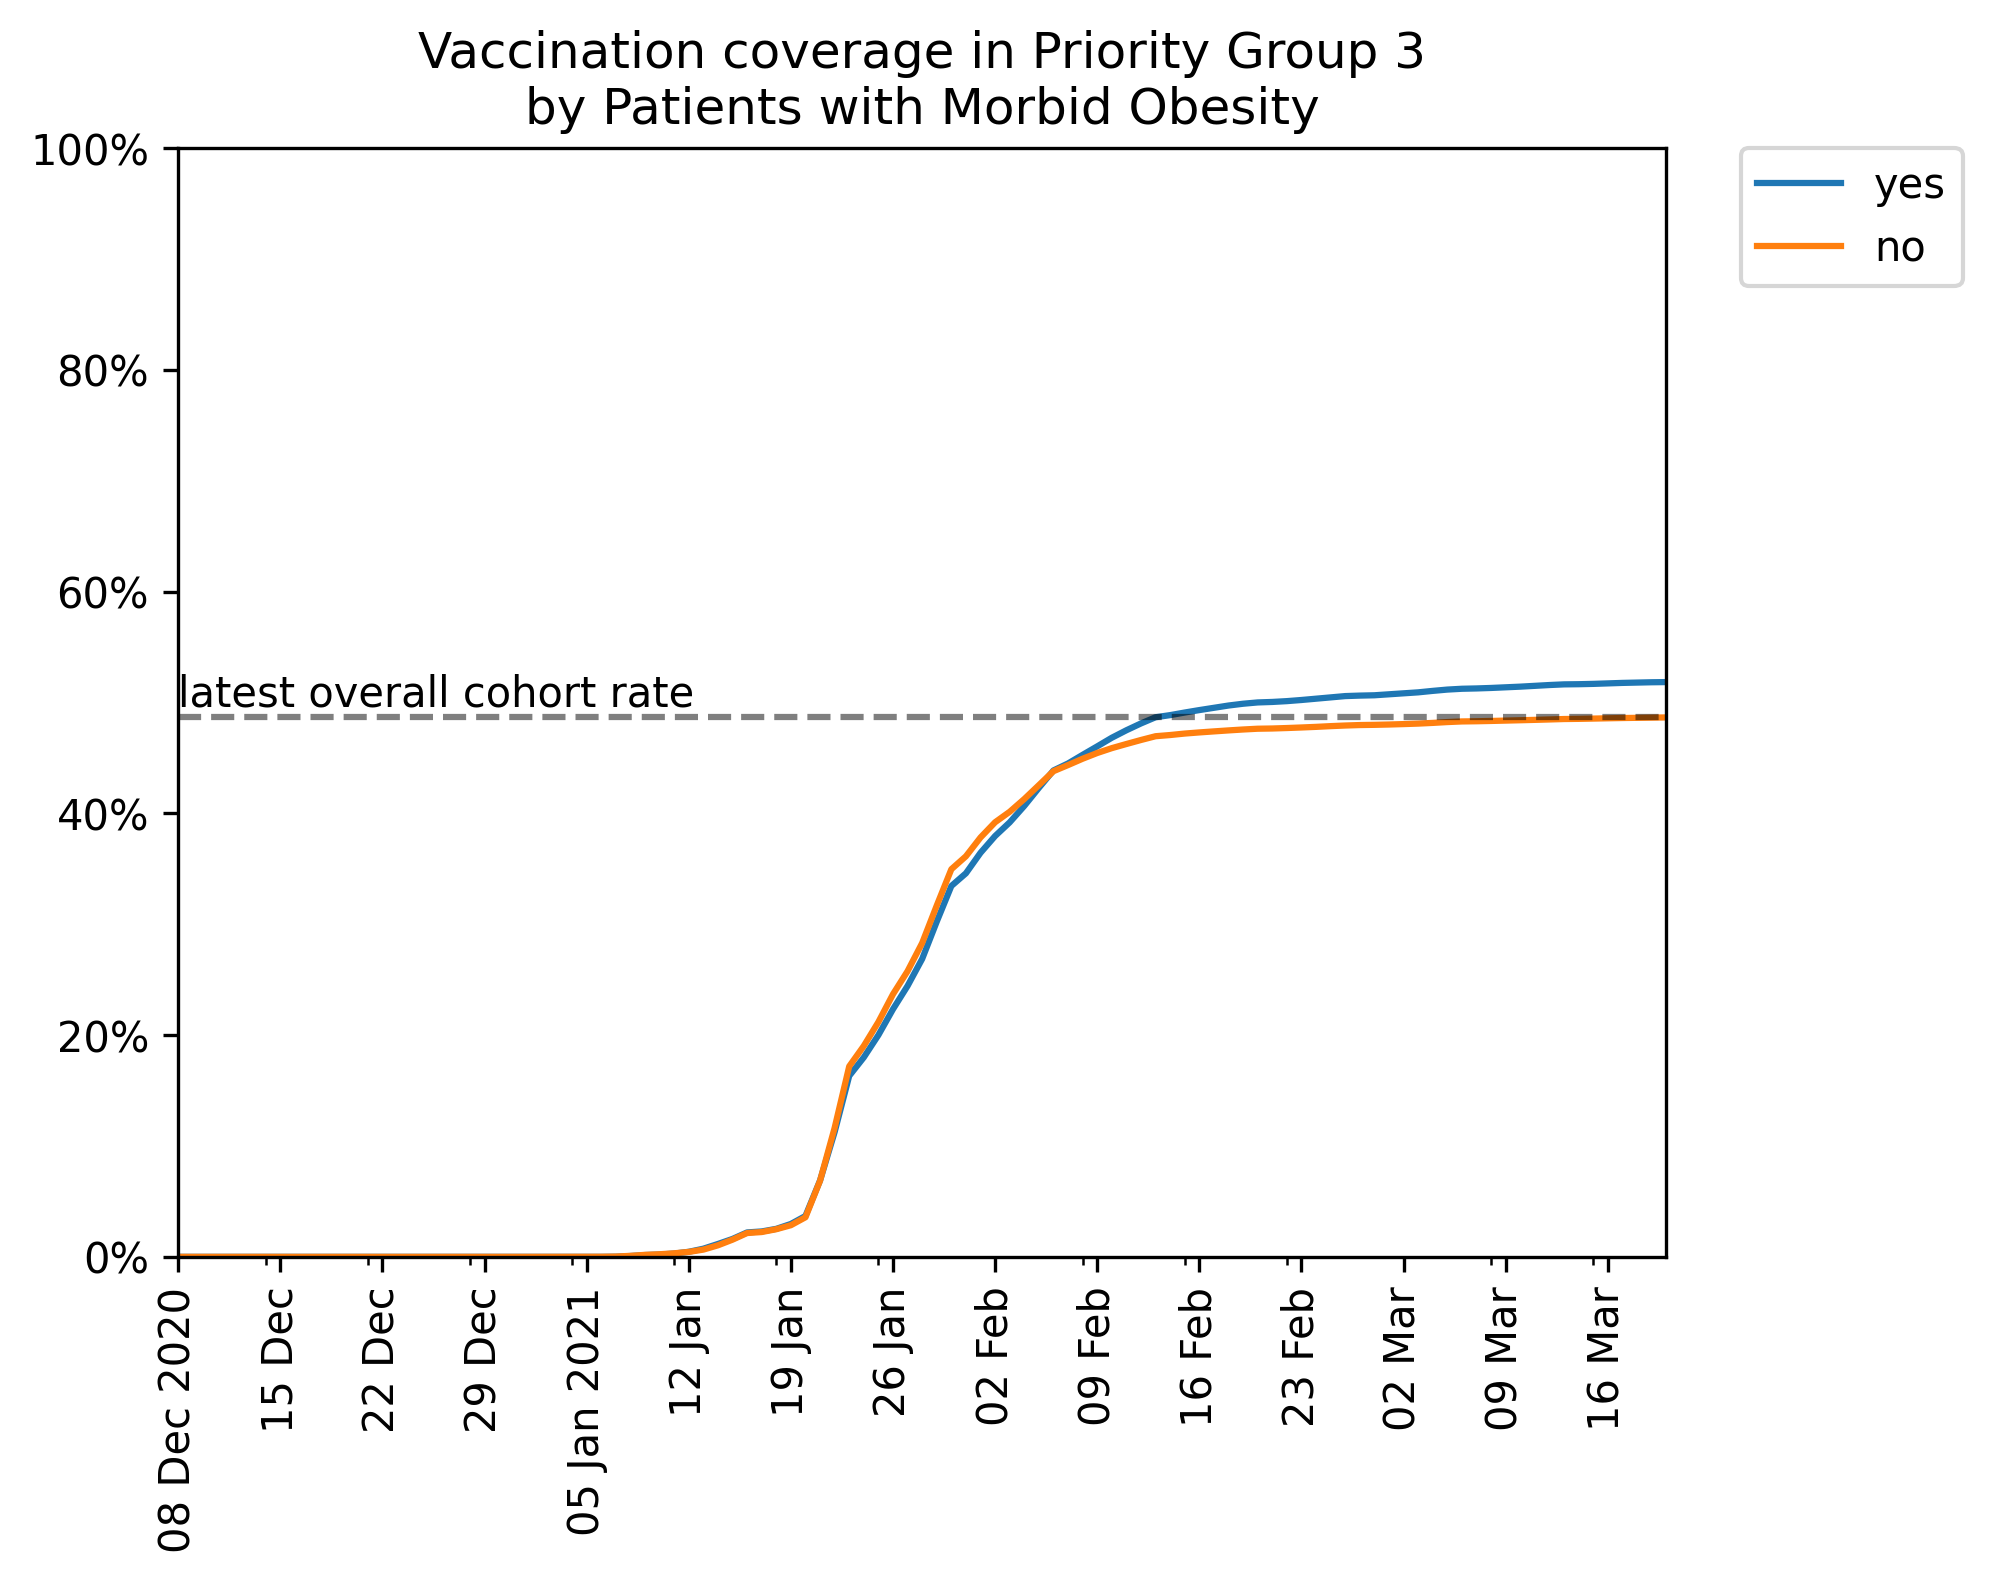 Vaccination coverage in Priority Group 3
by Patients with Morbid Obesity
100%
80%
60%
40%
20%
0%
latest overall cohort rate
yes
no
08 Dec 2020
15 Dec
22 Dec
29 Dec
05 Jan 2021
12 Jan
19 Jan
26 Jan
02 Feb
09 Feb
16 Feb
23 Feb
02 Mar
09 Mar
16 Mar